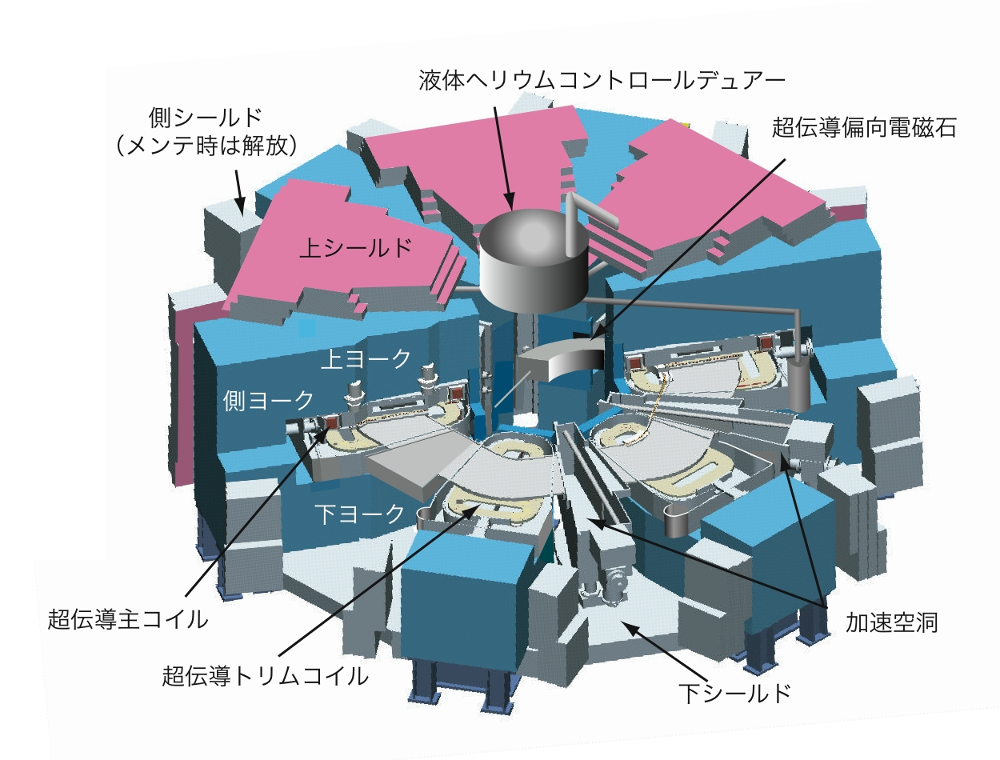 液体ヘリウムコントロールデュアー
側シールド
（メンテ時は解放）
超伝導偏向電磁石
上シールド
上ヨーク
側ヨーク
下ヨーク
超伝導主コイル
加速空洞
超伝導トリムコイル
下シールド